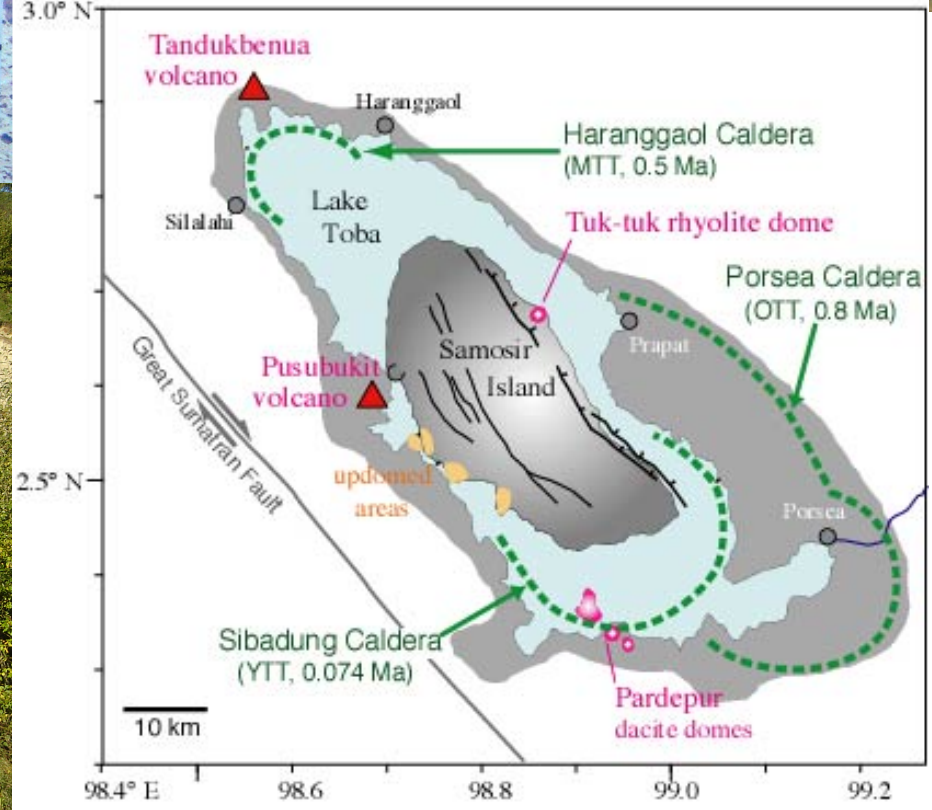 3.0° N
Tandukbenua
volcano
Haranggaol
Haranggaol Caldera
(MTT, 0.5 Ma)
Lake
Toba
Silalahi
Tuk-tuk rhyolite dome
Porsea Caldera
(OTT, 0.8 Ma)
Prapat
Samosir
Island
Pusubukit
volcano
Great Sumatran Fault
updomed
areas
2.5° N
Porsea
Sibadung Caldera
(YTT, 0.074 Ma)
Pardepur
dacite domes
10 km
98.4° E
98.6
98.8
99.0
99.2